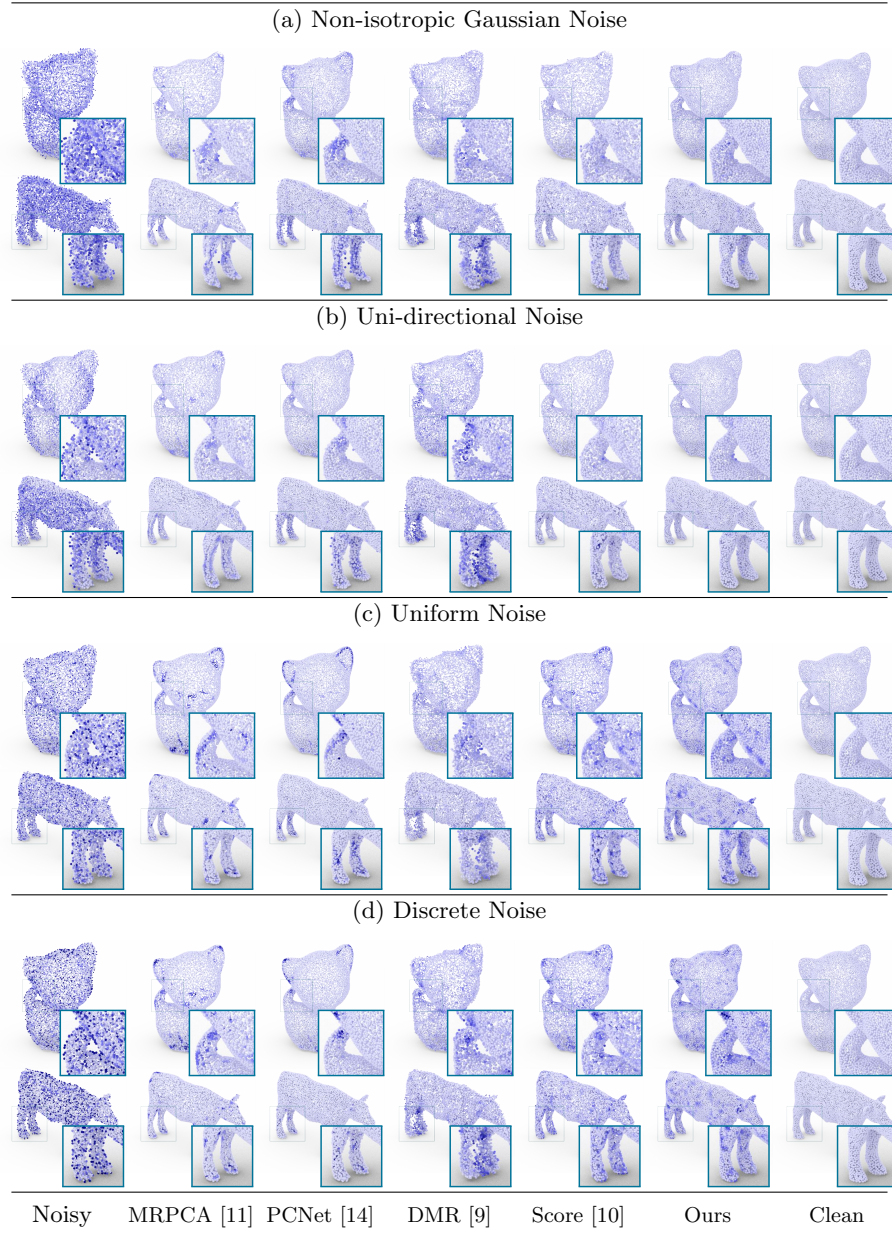 (a) Non-isotropic Gaussian Noise
(b) Uni-directional Noise
(c) Uniform Noise
(d) Discrete Noise
Noisy MRPCA [11] PCNet [14] DMR [9] Score [10] Ours Clean